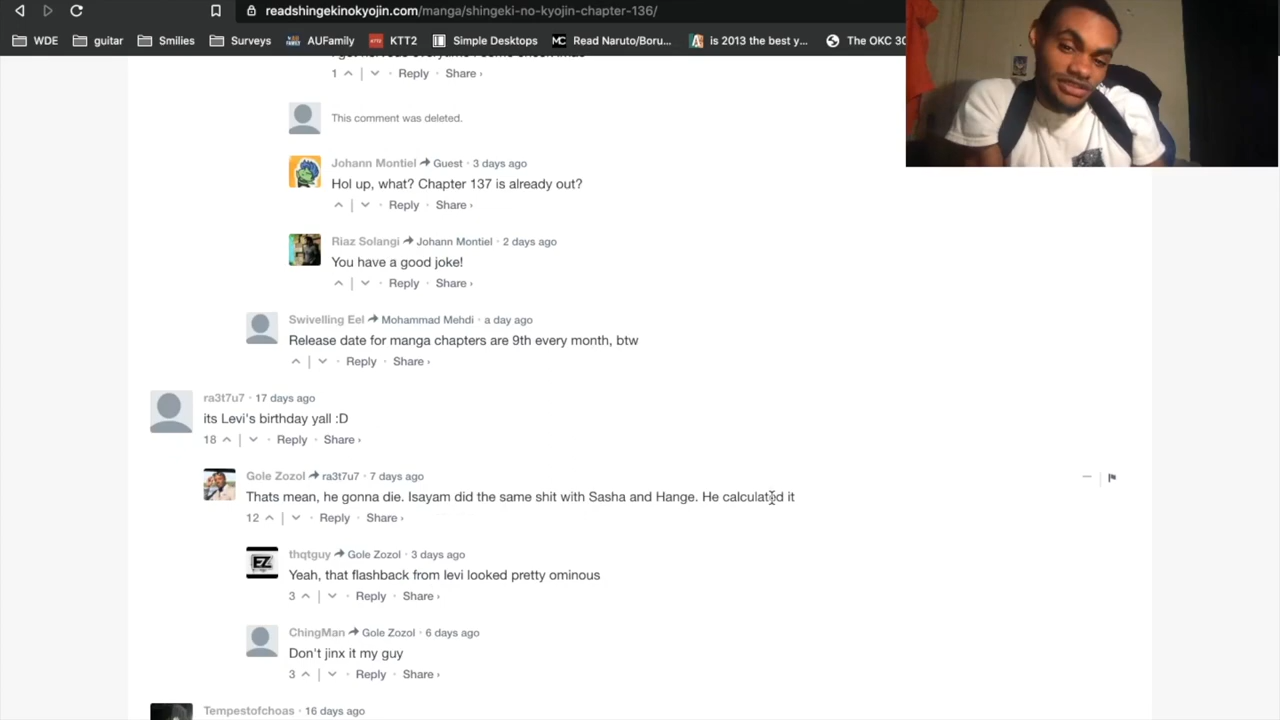 readshingekinokyojin.com/manga/shingeki-no-kyojin-chapter-136/
WDE guitar Smilies Surveys AUFamily KTT2 Simple Desktops MC Read Naruto/Boru... is 2013 the best y... The OKC 30
1 Reply Share ›
This comment was deleted.
Johann Montiel Guest · 3 days ago
Hol up, what? Chapter 137 is already out?
Reply Share ›
Riaz Solangi Johann Montiel · 2 days ago
You have a good joke!
Reply Share ›
Swivelling Eel Mohammad Mehdi · a day ago
Release date for manga chapters are 9th every month, btw
Reply Share ›
ra3t7u7 · 17 days ago
its Levi's birthday yall :D
18 Reply Share ›
Gole Zozol ra3t7u7 · 7 days ago
Thats mean, he gonna die. Isayam did the same shit with Sasha and Hange. He calculated it
12 Reply Share ›
EZ
thqtguy Gole Zozol · 3 days ago
Yeah, that flashback from levi looked pretty ominous
3 Reply Share ›
ChingMan Gole Zozol · 6 days ago
Don't jinx it my guy
3 Reply Share ›
Tempestofchoas · 16 days ago